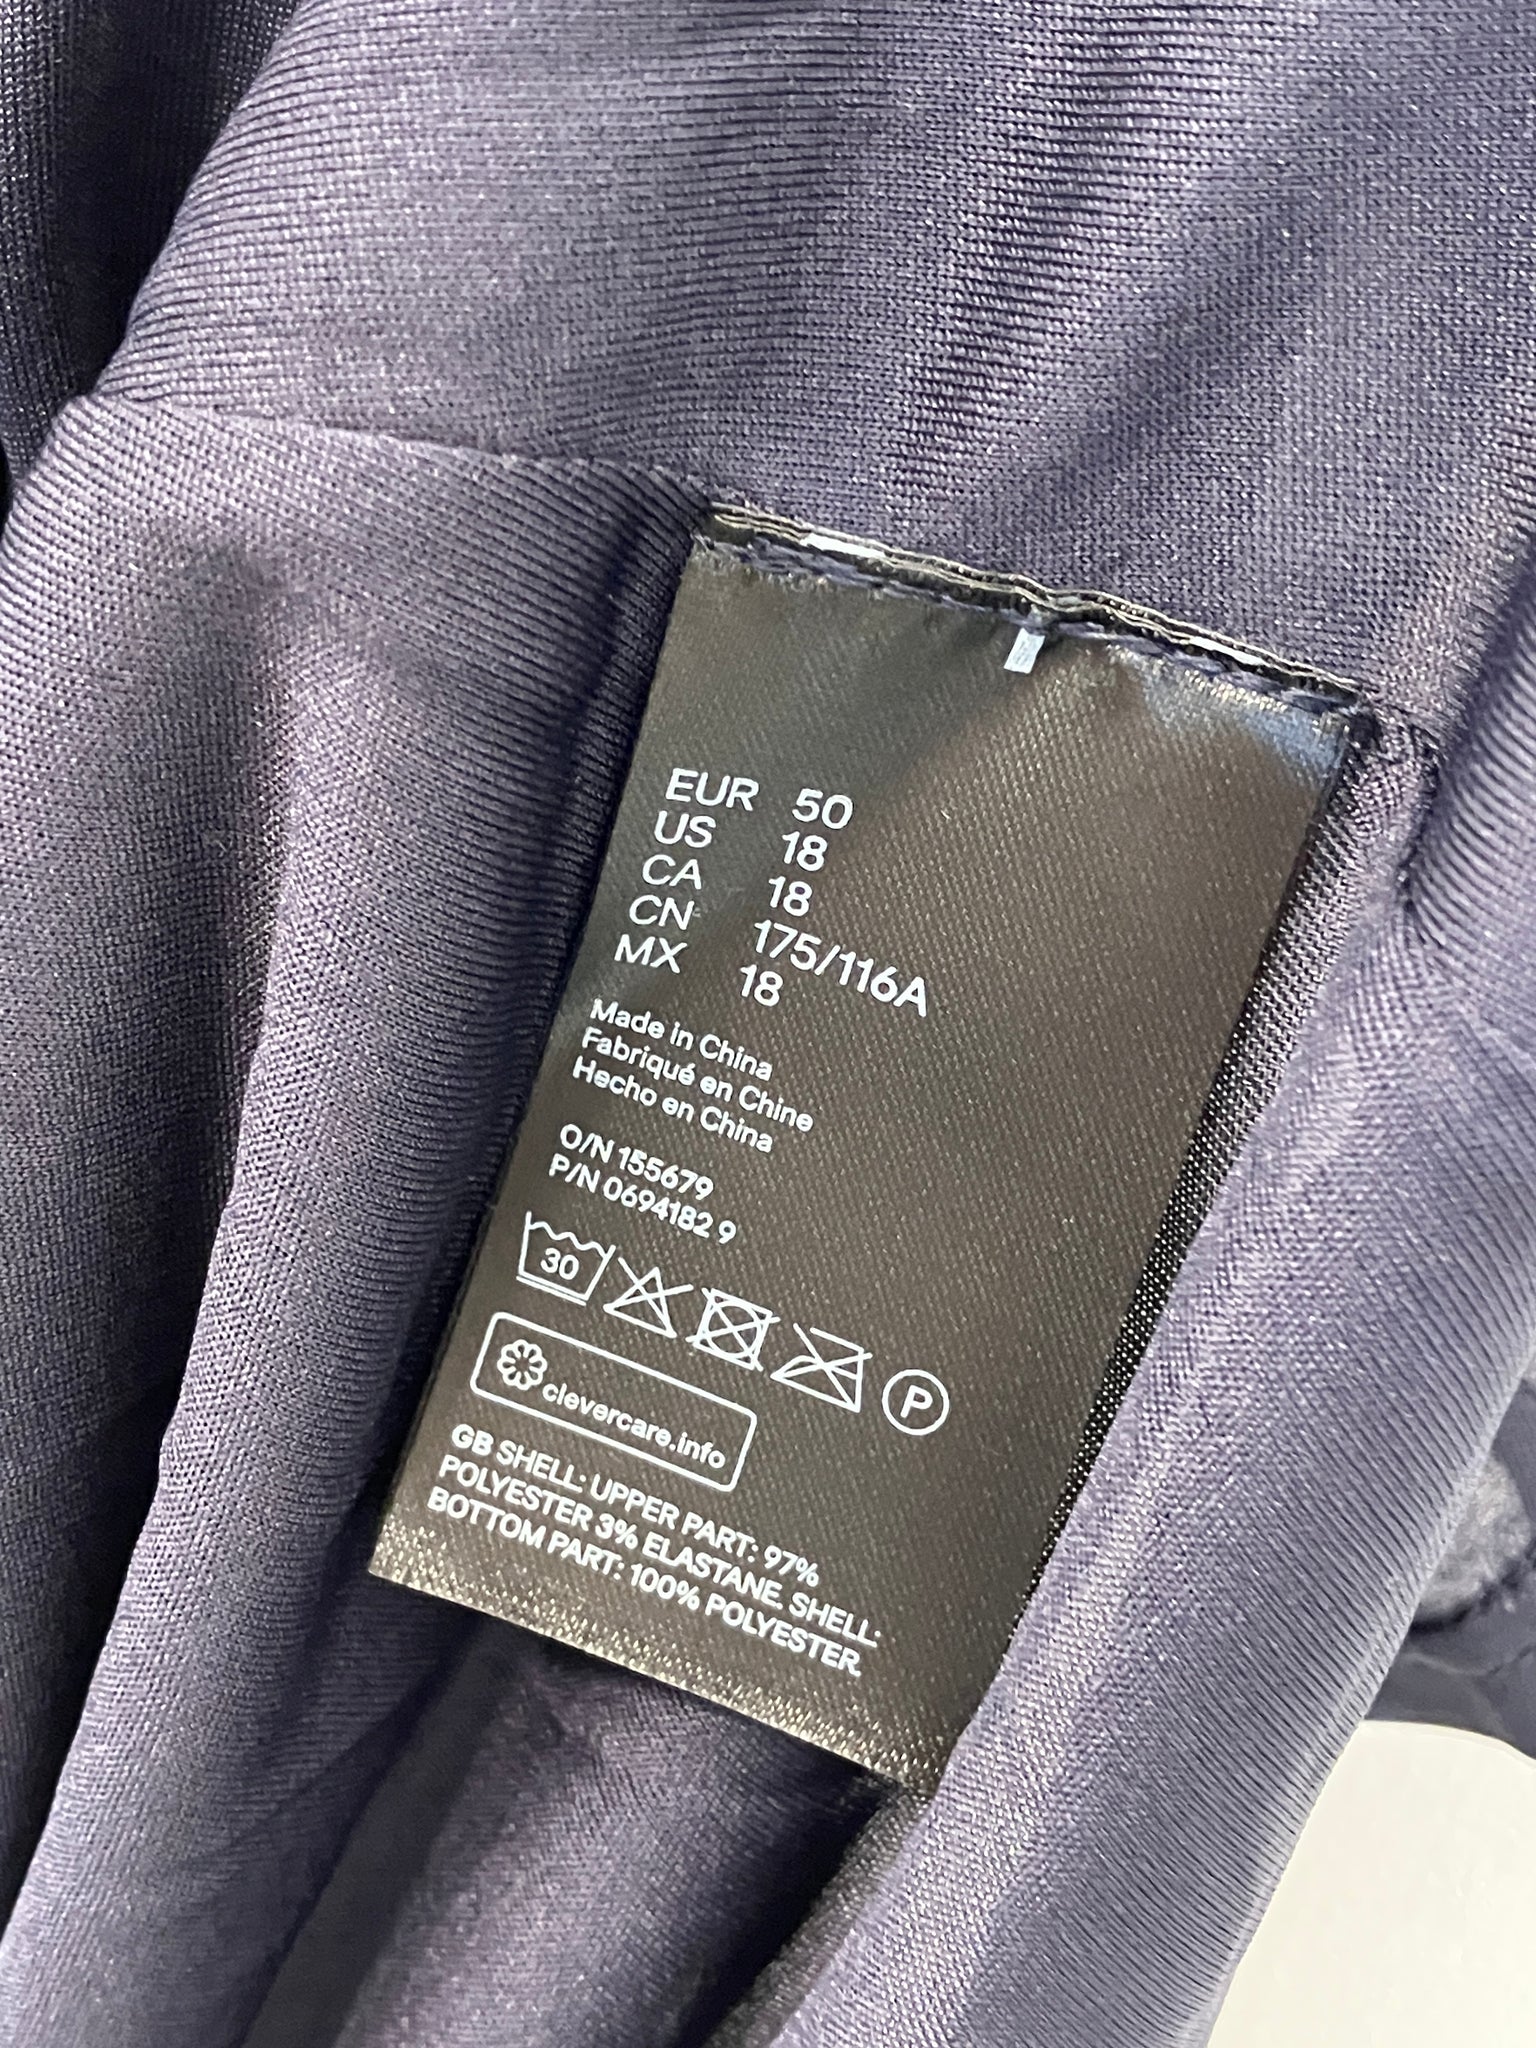 EUR 50
US 18
CA 18
CN 175/116A
MX 18
Made in China
Fabriqué en Chine
Hecho en China
O/N 155679
P/N 0694182 9
30
P
clevercare.info
GB SHELL: UPPER PART: 97%
POLYESTER 3% ELASTANE. SHELL:
BOTTOM PART: 100% POLYESTER.